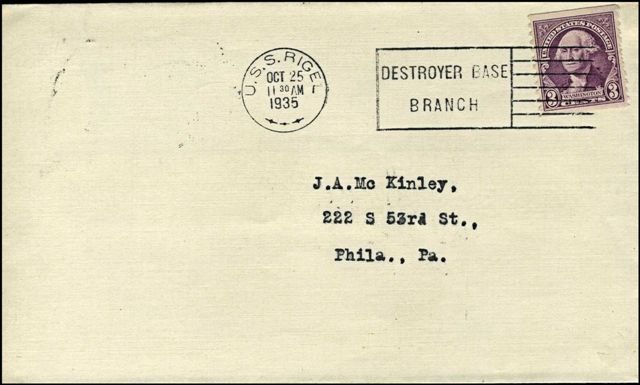 U.S.S. RIGEL
OCT 25
11 30 AM
1935
DESTROYER BASE
BRANCH
UNITED STATES POSTAGE
WASHINGTON
3 CENTS 3
J.A.Mc Kinley,
222 S 53rd St.,
Phila., Pa.